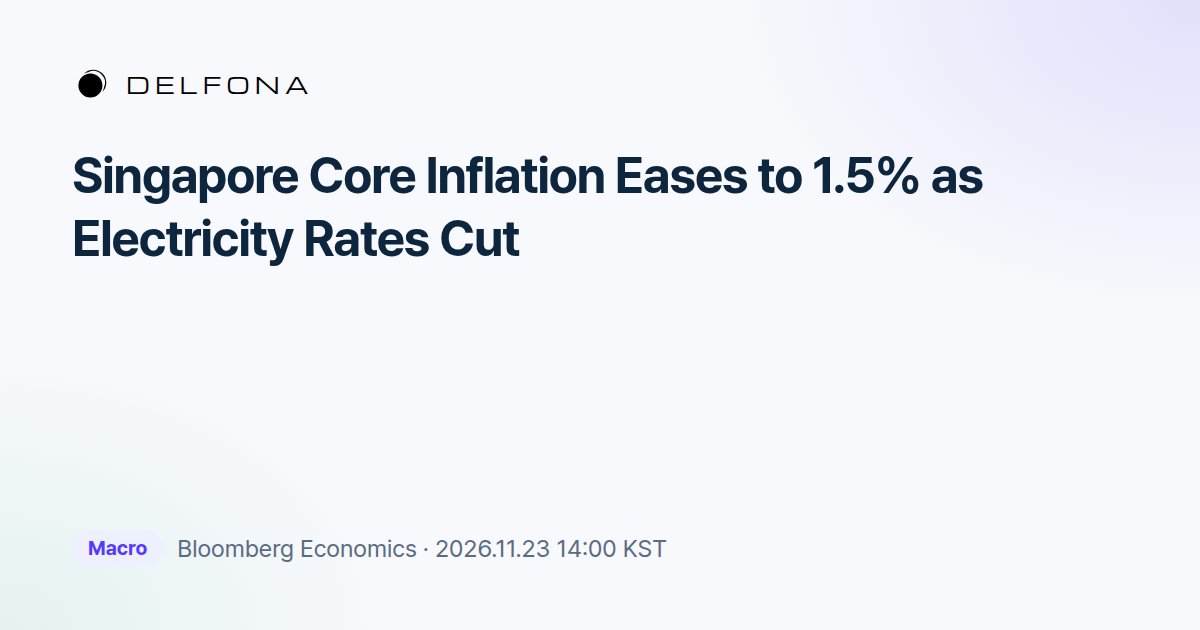 DELFONA
Singapore Core Inflation Eases to 1.5% as
Electricity Rates Cut
Macro Bloomberg Economics · 2026.11.23 14:00 KST